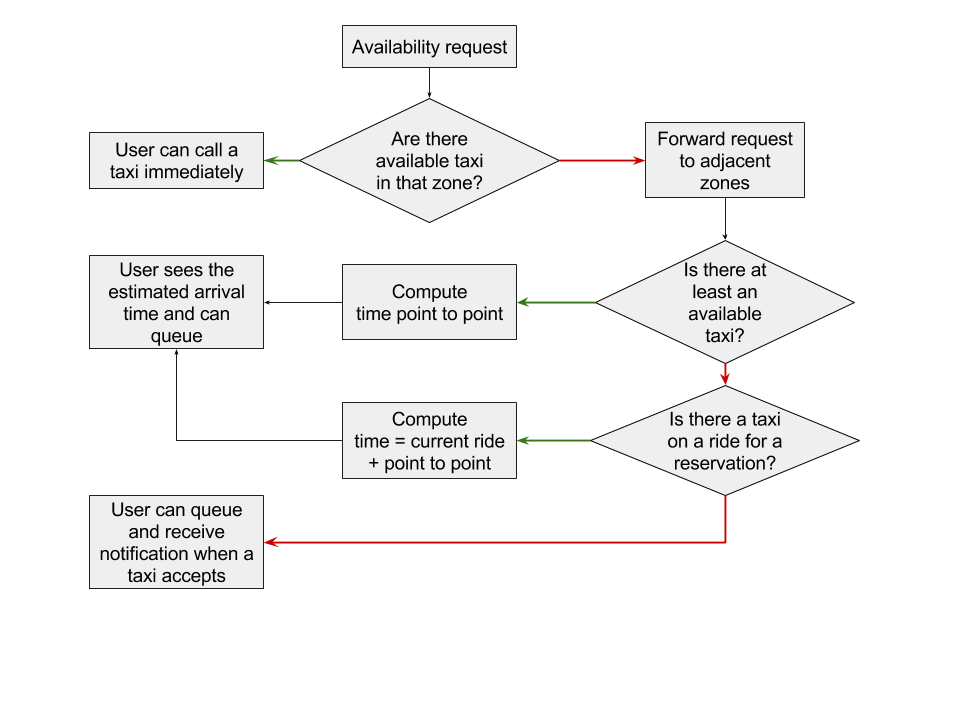 Availability request
Are there
available taxi
in that zone?
User can call a
taxi immediately
Forward request
to adjacent
zones
Is there at
least an
available
taxi?
Compute
time point to point
User sees the
estimated arrival
time and can
queue
Is there a taxi
on a ride for a
reservation?
Compute
time = current ride
+ point to point
User can queue
and receive
notification when a
taxi accepts